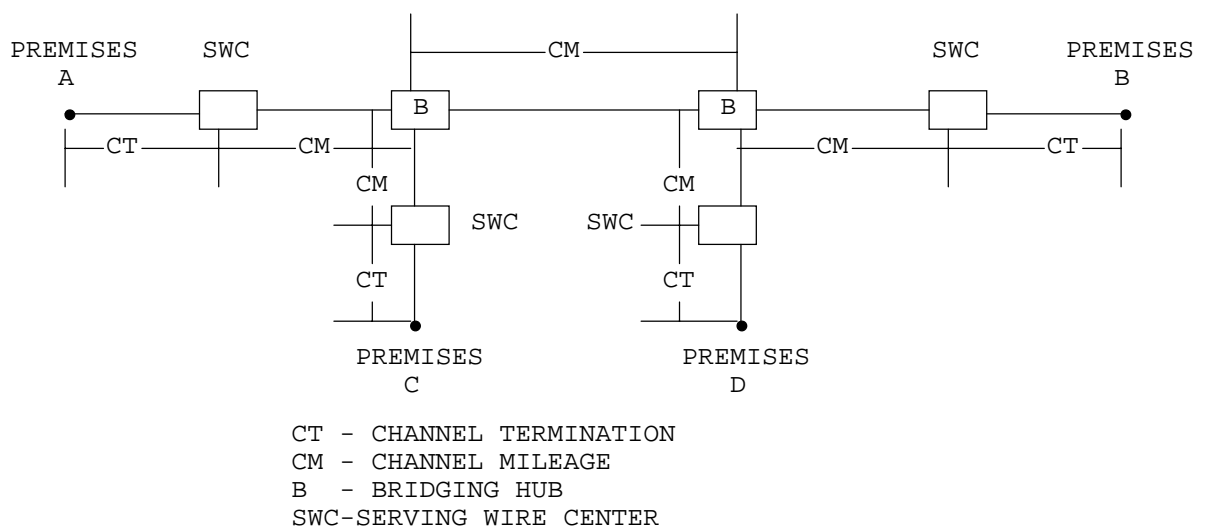 CM
PREMISES A
SWC
SWC
PREMISES B
B
B
CT
CM
CM
CT
CM
CM
SWC
SWC
CT
CT
PREMISES C
PREMISES D
CT - CHANNEL TERMINATION
CM - CHANNEL MILEAGE
B - BRIDGING HUB
SWC-SERVING WIRE CENTER